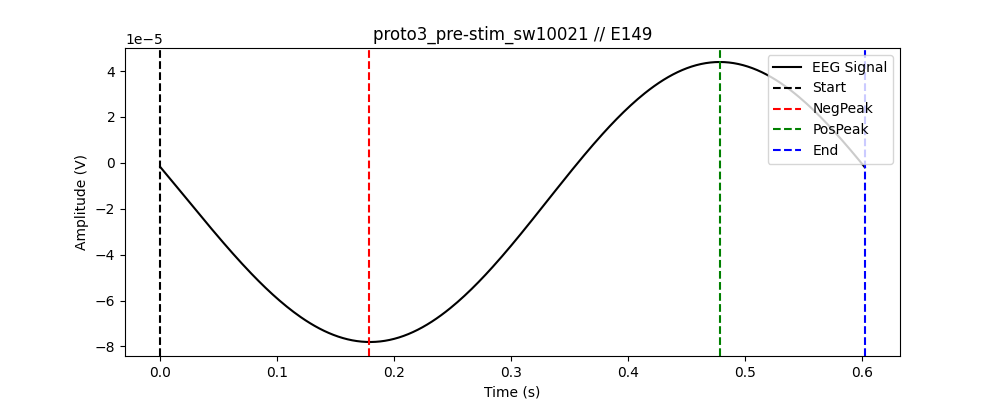 proto3_pre-stim_sw10021 // E149
1e−5
4
2
0
−2
−4
−6
−8
Amplitude (V)
EEG Signal
Start
NegPeak
PosPeak
End
0.0 0.1 0.2 0.3 0.4 0.5 0.6
Time (s)